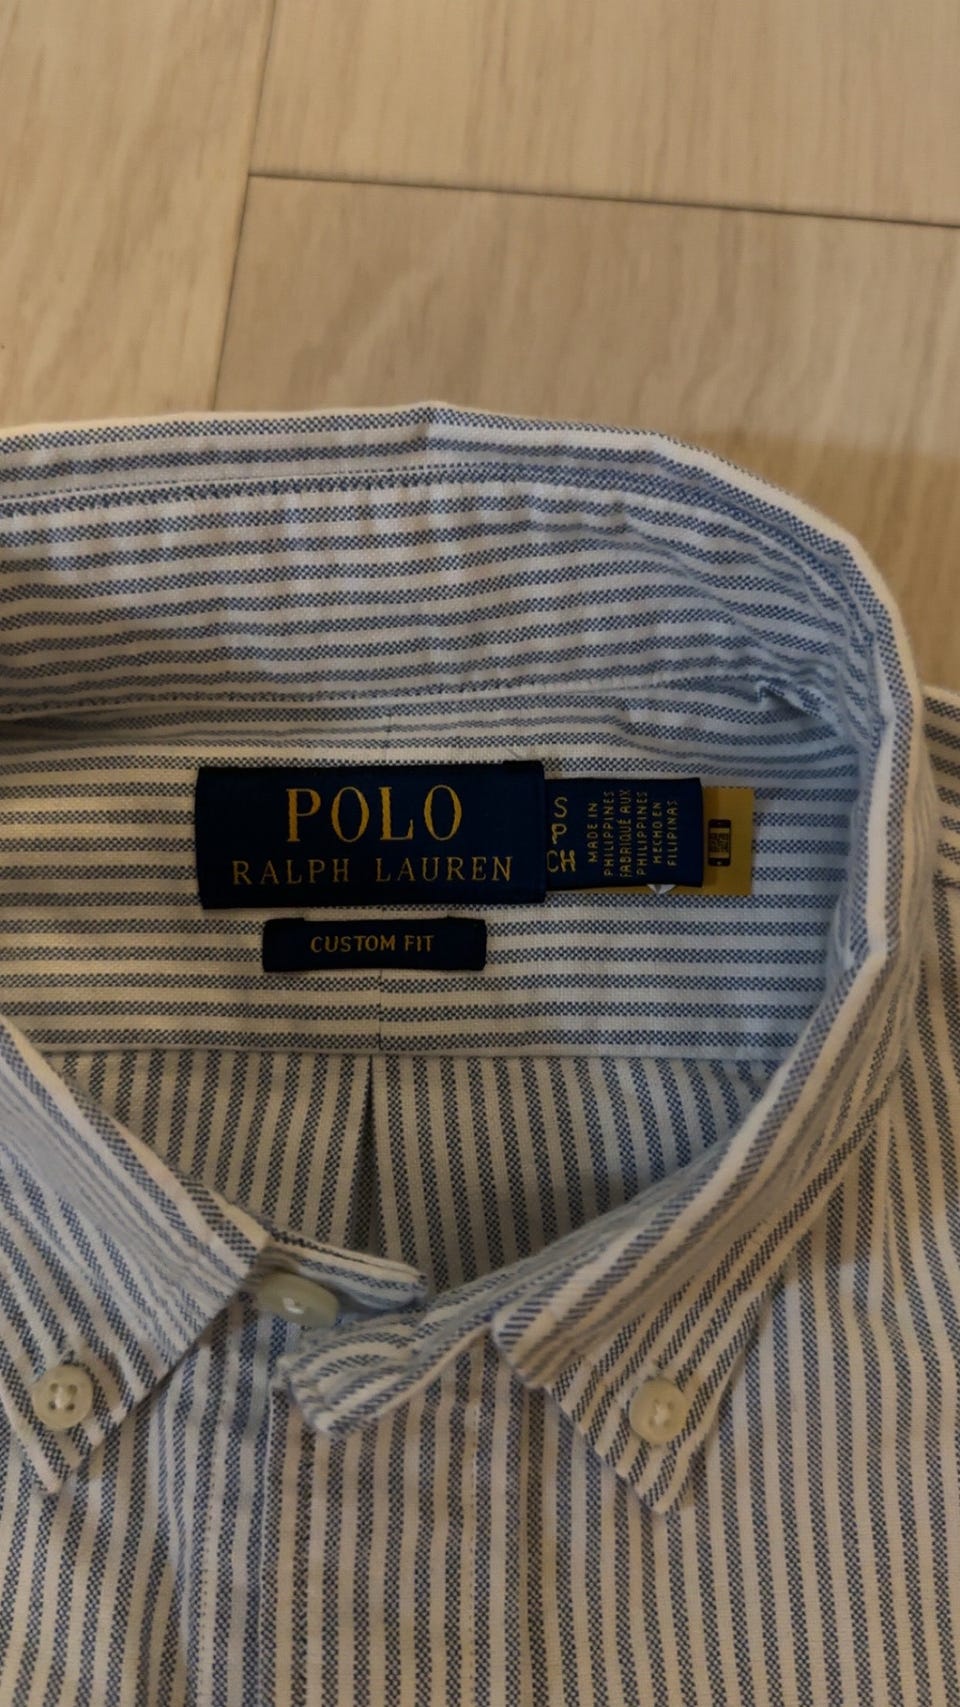 POLO
RALPH LAUREN
S
P
CH
MADE IN
PHILIPPINES
FABRIQUÉ AUX
PHILIPPINES
HECHO EN
FILIPINAS
CUSTOM FIT